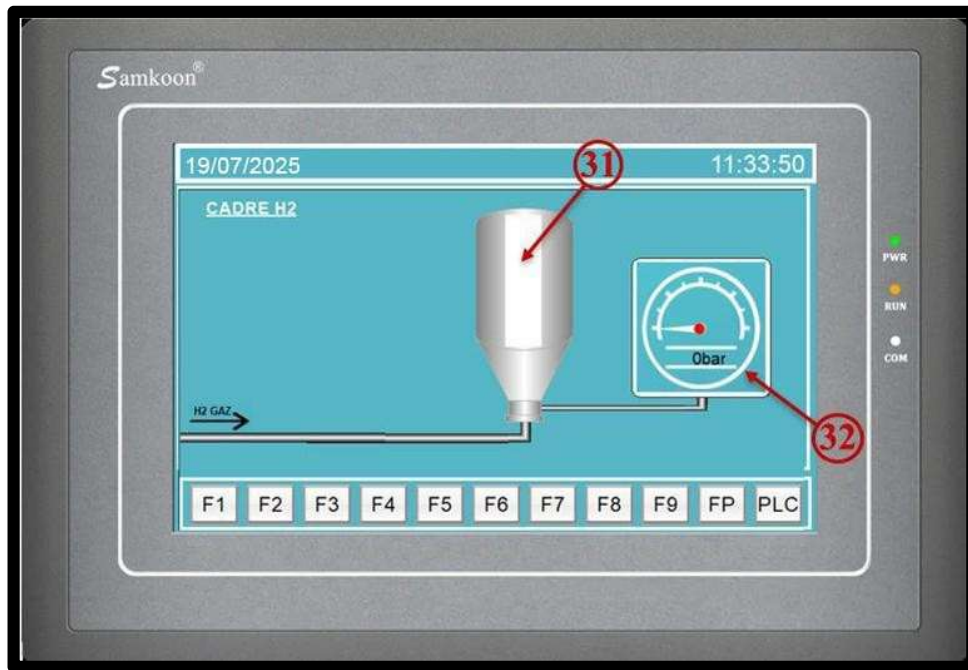 Samkoon®
19/07/2025 31 11:33:50
CADRE H2
PWR
RUN
0bar
COM
H2 GAZ
32
F1 F2 F3 F4 F5 F6 F7 F8 F9 FP PLC